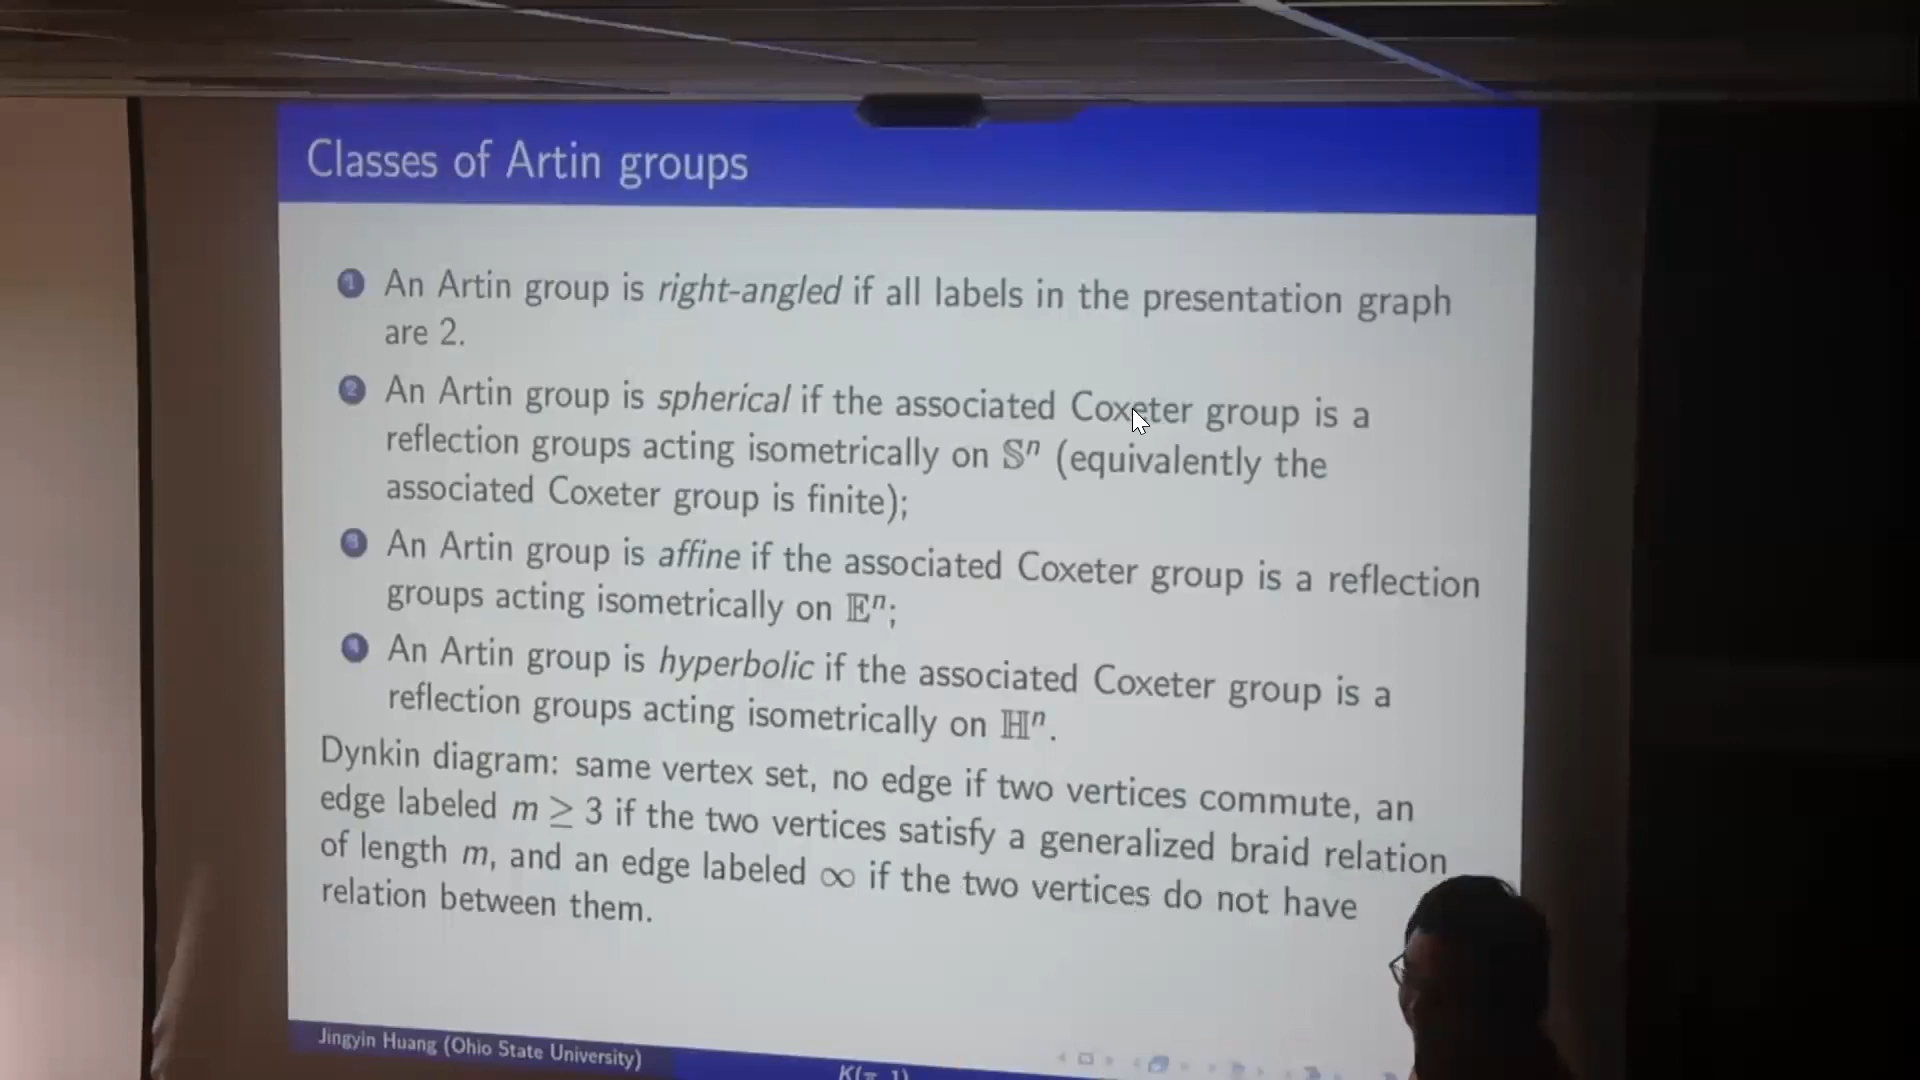 Classes of Artin groups
1 An Artin group is right-angled if all labels in the presentation graph
are 2.
2 An Artin group is spherical if the associated Coxeter group is a
reflection groups acting isometrically on 𝕊ⁿ (equivalently the
associated Coxeter group is finite);
3 An Artin group is affine if the associated Coxeter group is a reflection
groups acting isometrically on 𝔼ⁿ;
4 An Artin group is hyperbolic if the associated Coxeter group is a
reflection groups acting isometrically on ℍⁿ.
Dynkin diagram: same vertex set, no edge if two vertices commute, an
edge labeled m ≥ 3 if the two vertices satisfy a generalized braid relation
of length m, and an edge labeled ∞ if the two vertices do not have
relation between them.
Jingyin Huang (Ohio State University)
K(π, 1)